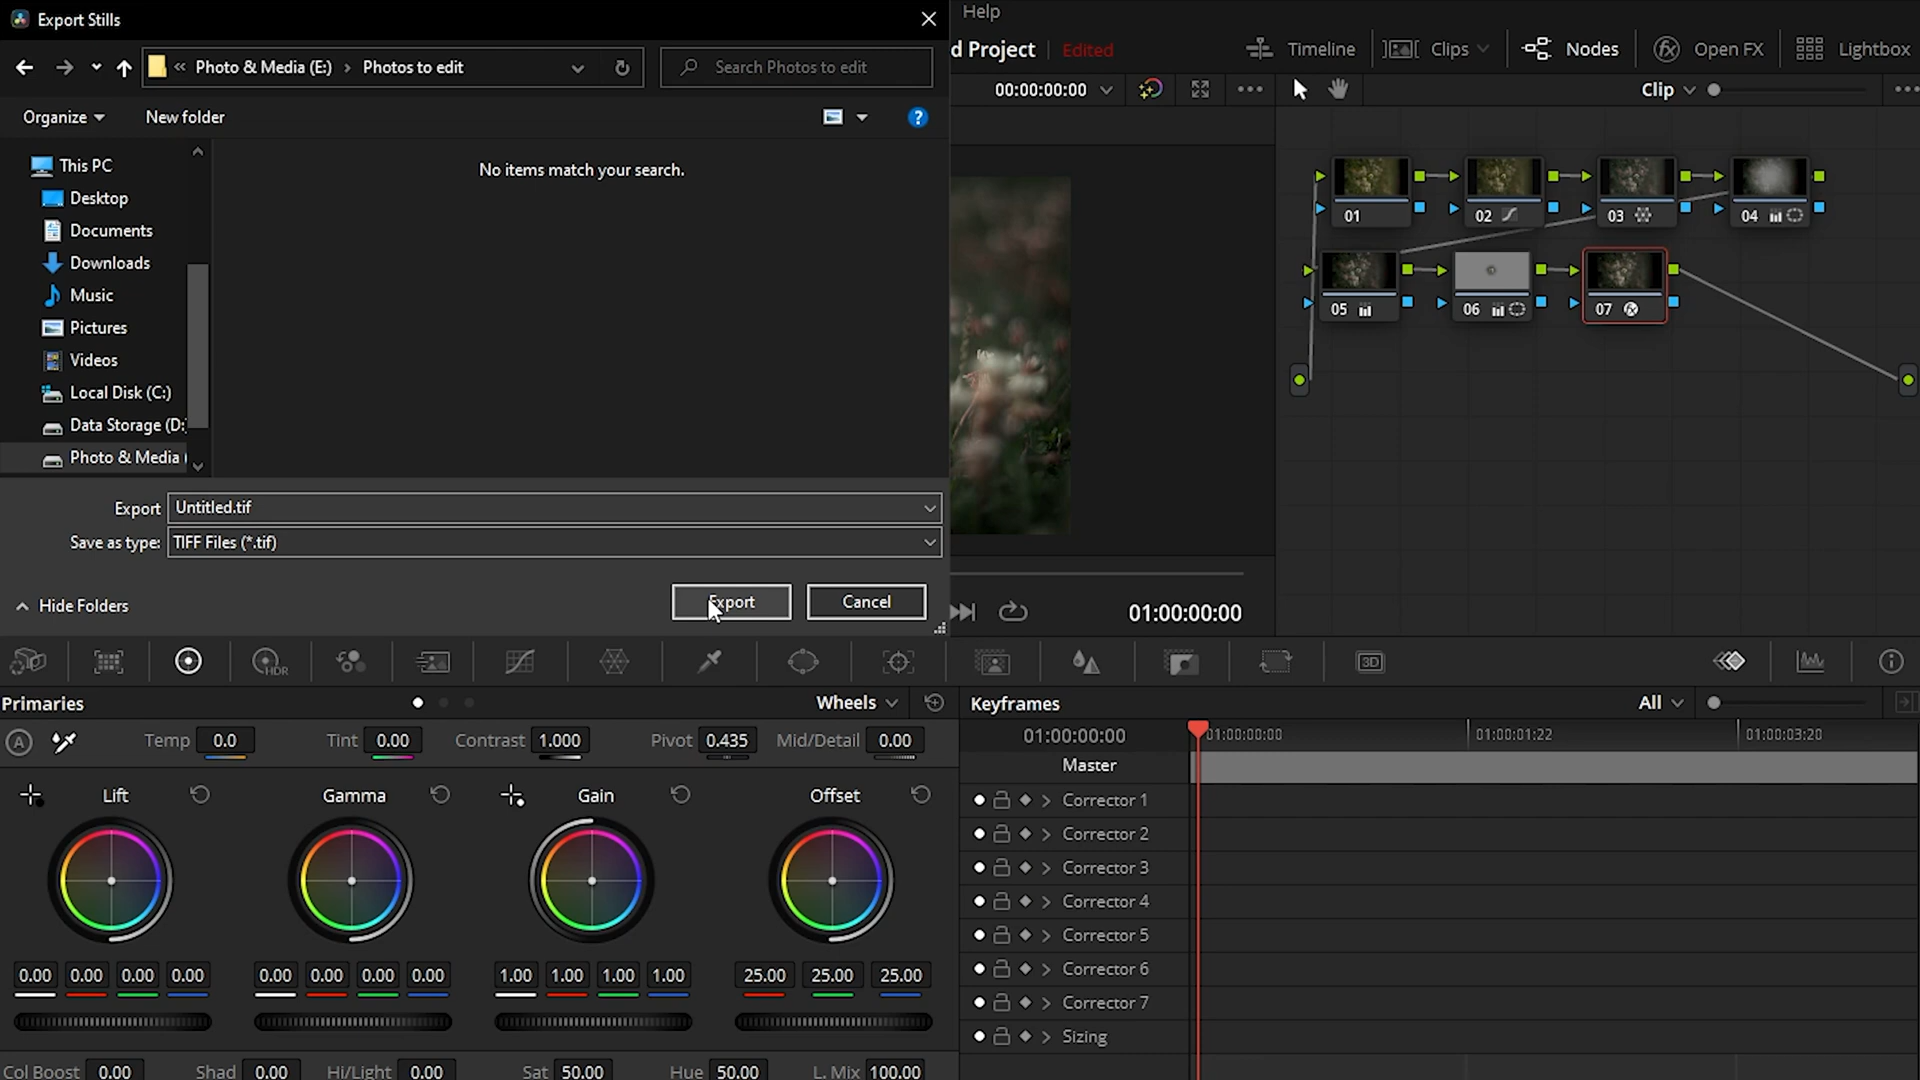 Export Stills
Help
Photo & Media (E:) Photos to edit
Search Photos to edit
d Project Edited
Timeline Clips Nodes Open FX Lightbox
Organize New folder
00:00:00:00
Clip
No items match your search.
This PC
Desktop
Documents
Downloads
Music
Pictures
Videos
Local Disk (C:)
Data Storage (D:
Photo & Media (
01 02 03 04
05 06 07
Export Untitled.tif
Save as type: TIFF Files (*.tif)
Hide Folders
Export Cancel
01:00:00:00
HDR
3D
Primaries
Wheels
Keyframes
All
A Temp 0.0 Tint 0.00 Contrast 1.000 Pivot 0.435 Mid/Detail 0.00
01:00:00:00 01:00:00:00 01:00:01:22 01:00:03:20
Master
Lift Gamma Gain Offset
Corrector 1
Corrector 2
Corrector 3
Corrector 4
Corrector 5
Corrector 6
Corrector 7
Sizing
0.00 0.00 0.00 0.00 0.00 0.00 0.00 0.00 1.00 1.00 1.00 1.00 25.00 25.00 25.00
Col Boost 0.00 Shad 0.00 Hi/Light 0.00 Sat 50.00 Hue 50.00 L. Mix 100.00